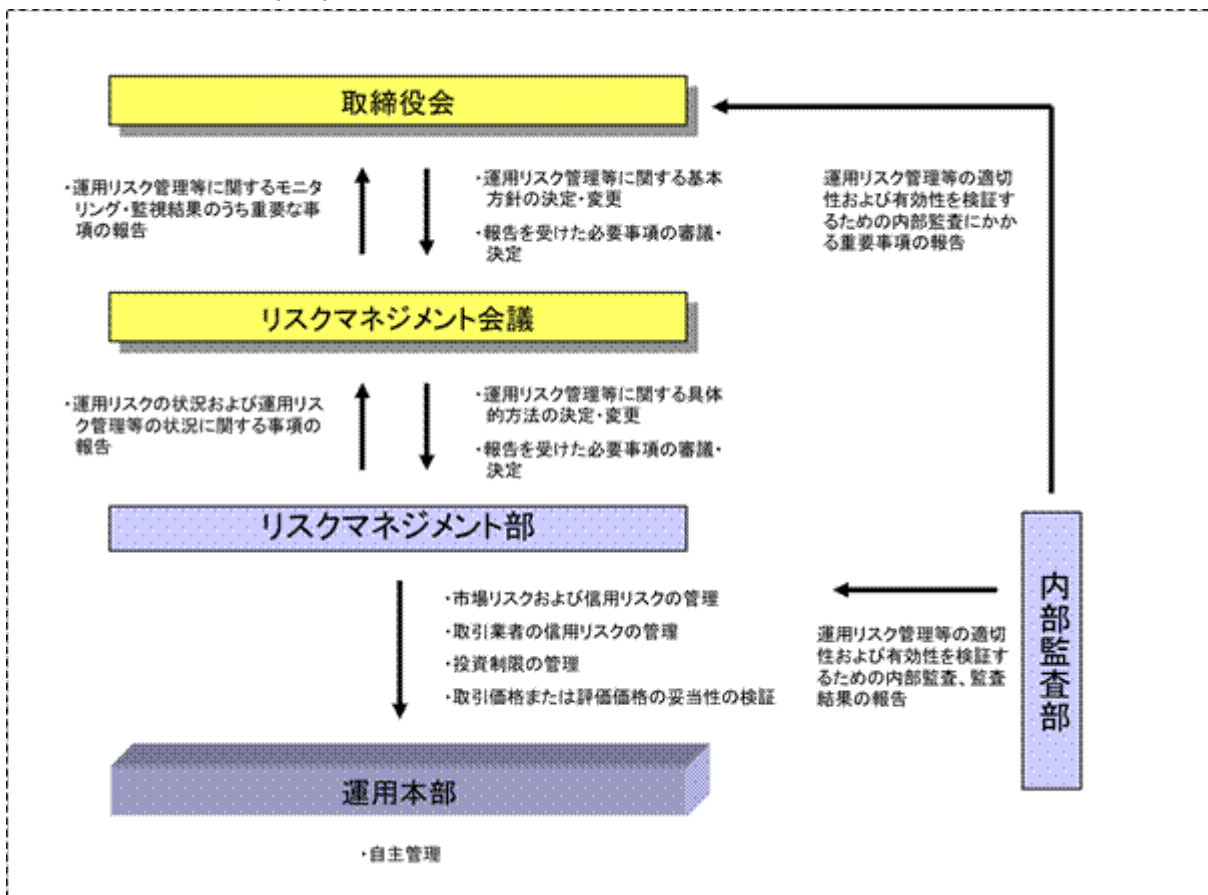 取締役会
・運用リスク管理等に関するモニ
タリング・監視結果のうち重要な事
項の報告
・運用リスク管理等に関する基本
方針の決定・変更
・報告を受けた必要事項の審議・
決定
運用リスク管理等の適切
性および有効性を検証す
るための内部監査にかか
る重要事項の報告
リスクマネジメント会議
・運用リスクの状況および運用リス
ク管理等の状況に関する事項の
報告
・運用リスク管理等に関する具体
的方法の決定・変更
・報告を受けた必要事項の審議・
決定
リスクマネジメント部
・市場リスクおよび信用リスクの管理
・取引業者の信用リスクの管理
・投資制限の管理
・取引価格または評価価格の妥当性の検証
運用リスク管理等の適切
性および有効性を検証す
るための内部監査、監査
結果の報告
内部監査部
運用本部
・自主管理